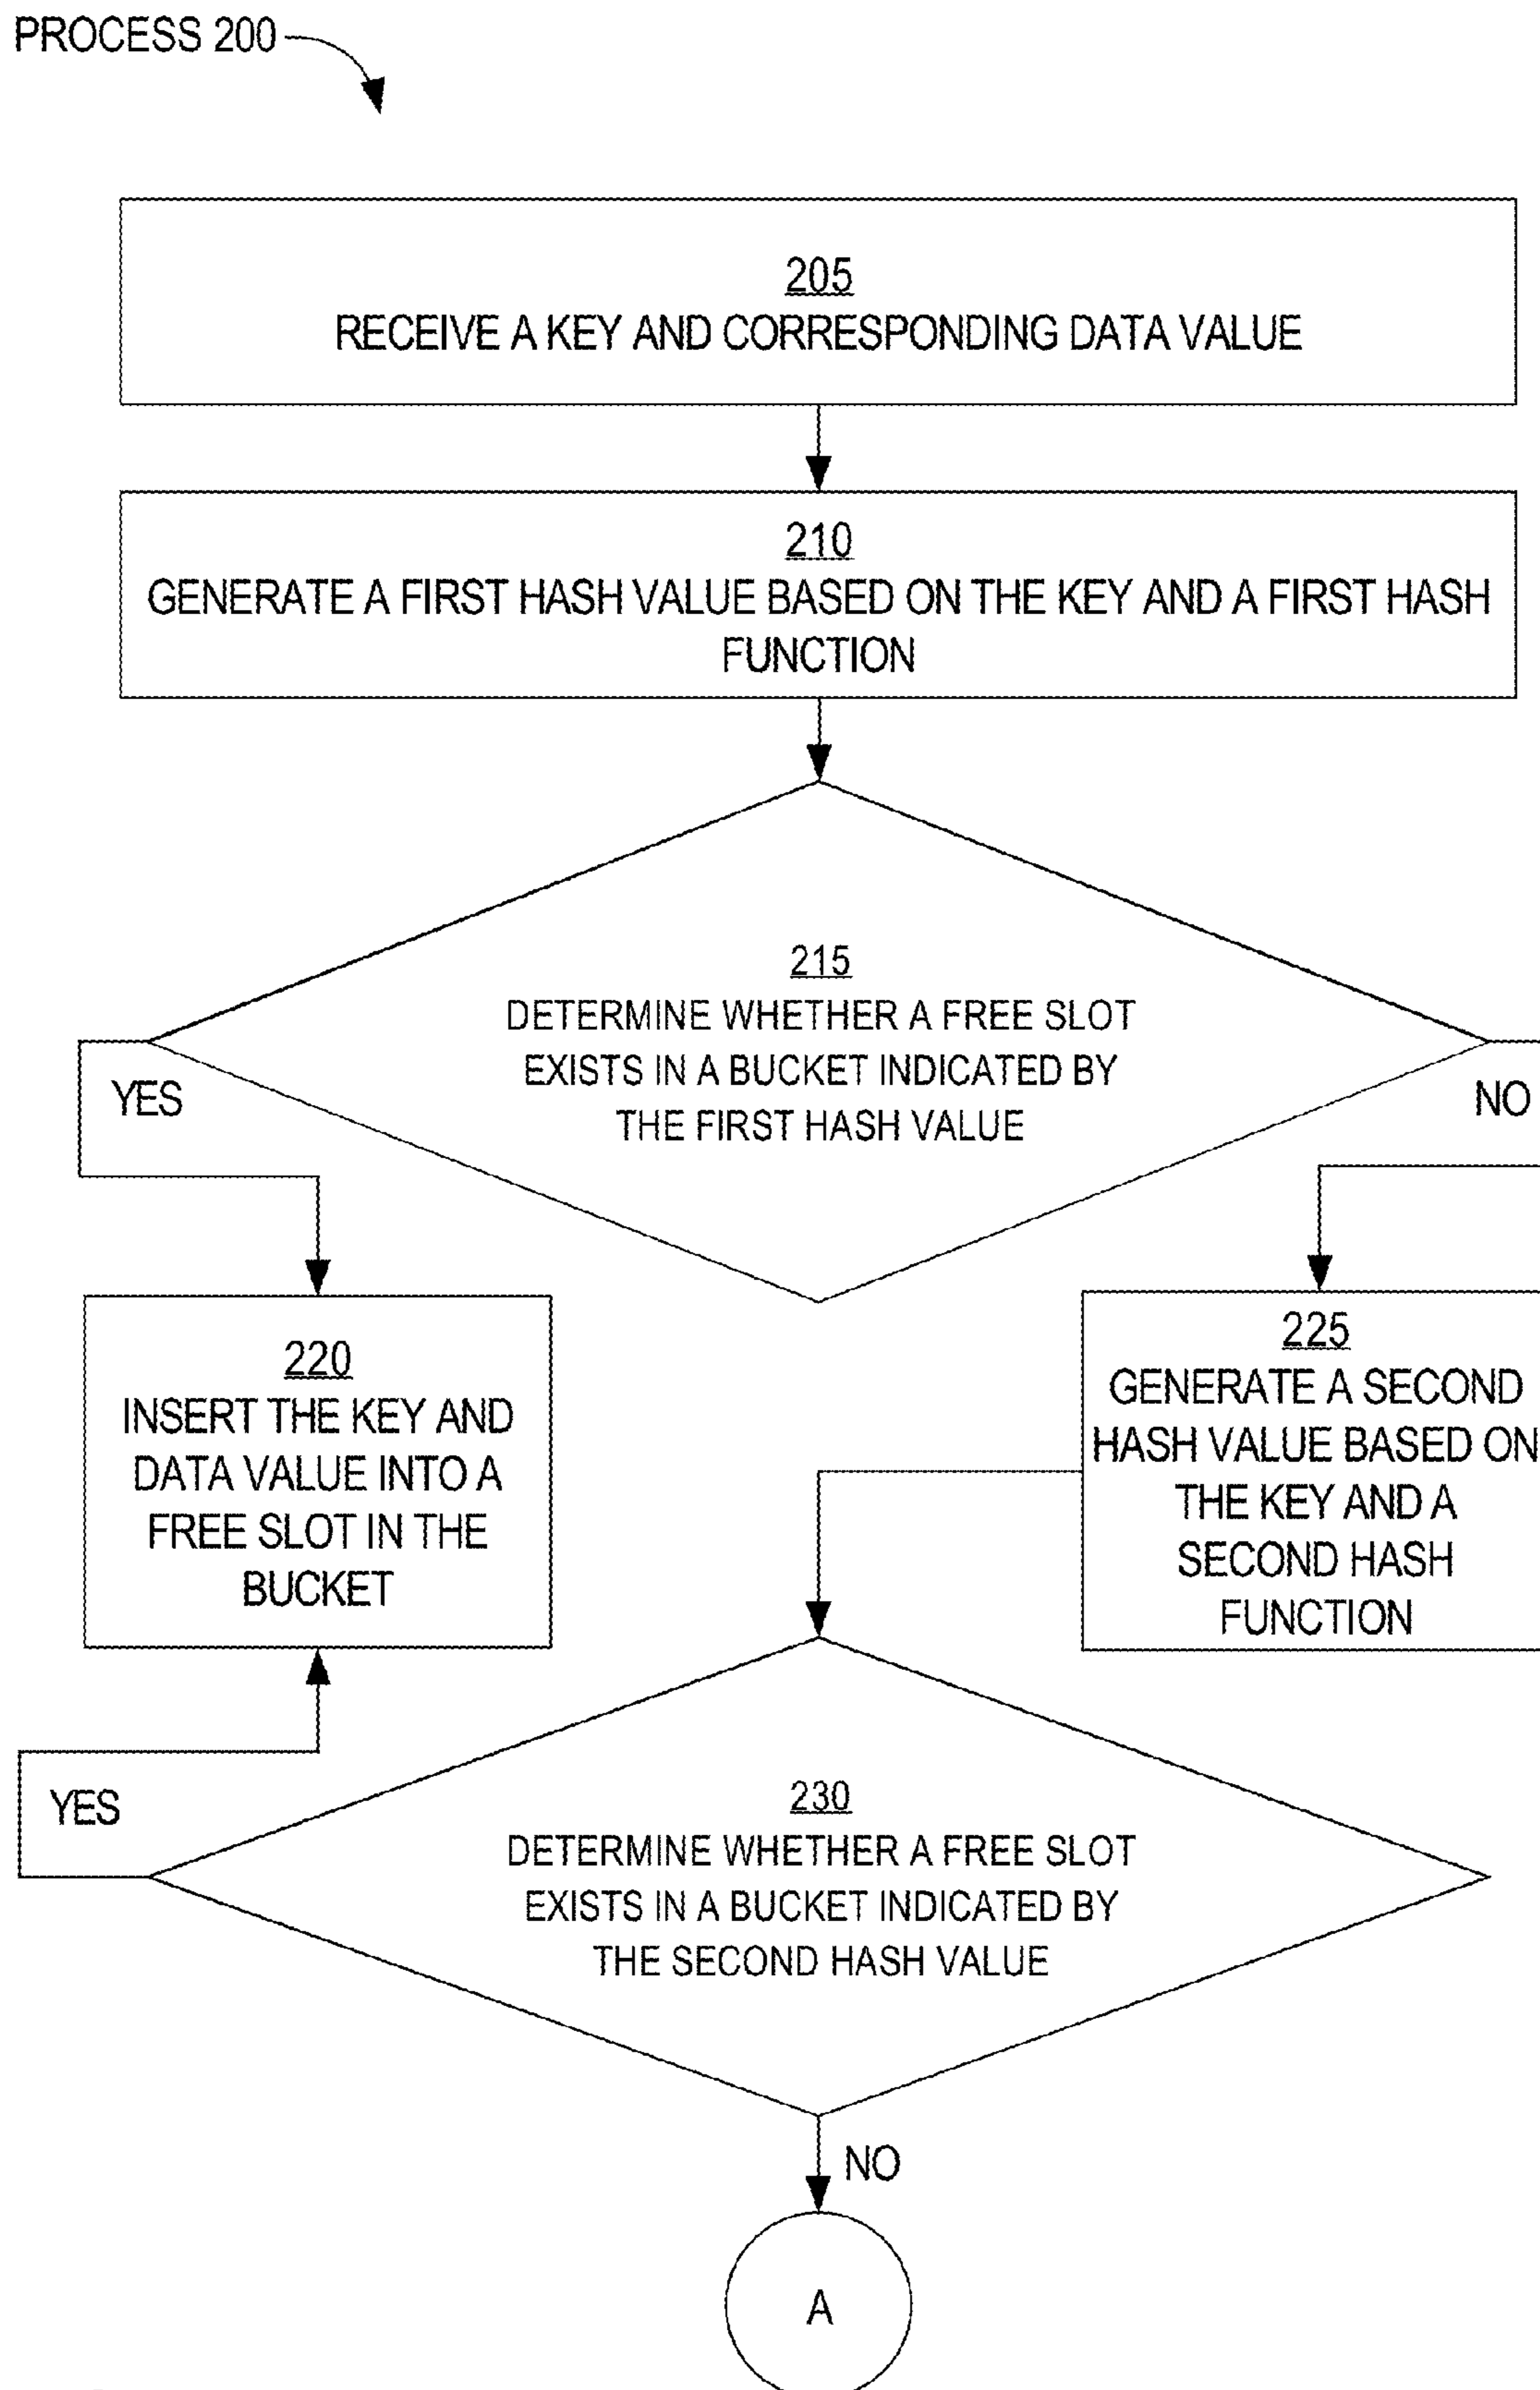 PROCESS 200
205
RECEIVE A KEY AND CORRESPONDING DATA VALUE
210
GENERATE A FIRST HASH VALUE BASED ON THE KEY AND A FIRST HASH
FUNCTION
215
DETERMINE WHETHER A FREE SLOT
EXISTS IN A BUCKET INDICATED BY
THE FIRST HASH VALUE
YES
NO
220
INSERT THE KEY AND
DATA VALUE INTO A
FREE SLOT IN THE
BUCKET
225
GENERATE A SECOND
HASH VALUE BASED ON
THE KEY AND A
SECOND HASH
FUNCTION
YES
230
DETERMINE WHETHER A FREE SLOT
EXISTS IN A BUCKET INDICATED BY
THE SECOND HASH VALUE
NO
A